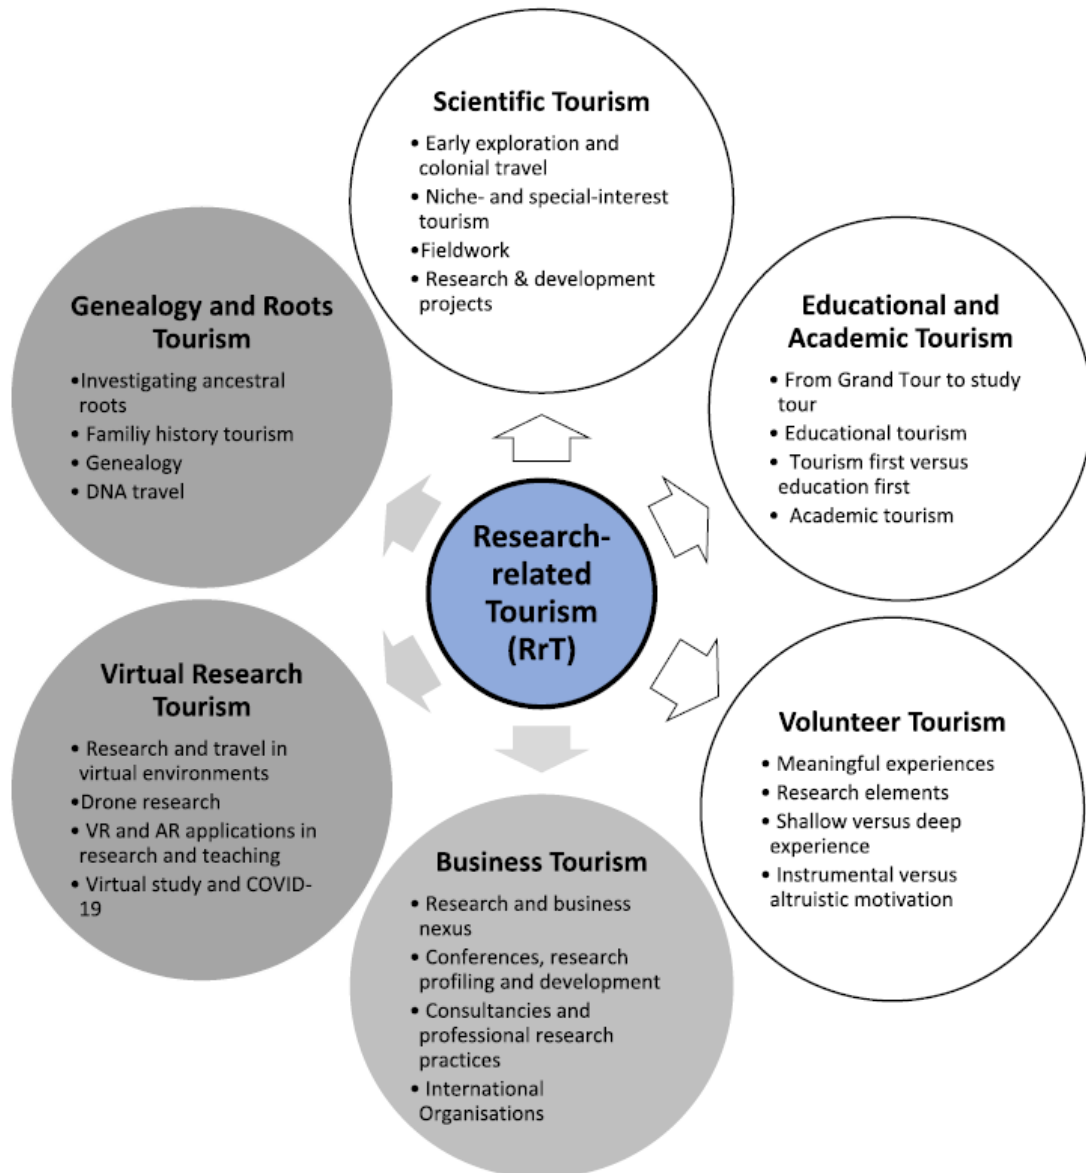 Scientific Tourism
• Early exploration and
colonial travel
• Niche- and special-interest
tourism
•Fieldwork
• Research & development
projects
Educational and
Academic Tourism
• From Grand Tour to study
tour
• Educational tourism
• Tourism first versus
education first
• Academic tourism
Volunteer Tourism
• Meaningful experiences
• Research elements
• Shallow versus deep
experience
• Instrumental versus
altruistic motivation
Business Tourism
• Research and business
nexus
• Conferences, research
profiling and development
• Consultancies and
professional research
practices
• International
Organisations
Virtual Research
Tourism
• Research and travel in
virtual environments
•Drone research
• VR and AR applications in
research and teaching
• Virtual study and COVID-
19
Genealogy and Roots
Tourism
•Investigating ancestral
roots
• Familiy history tourism
• Genealogy
• DNA travel
Research-
related
Tourism
(RrT)